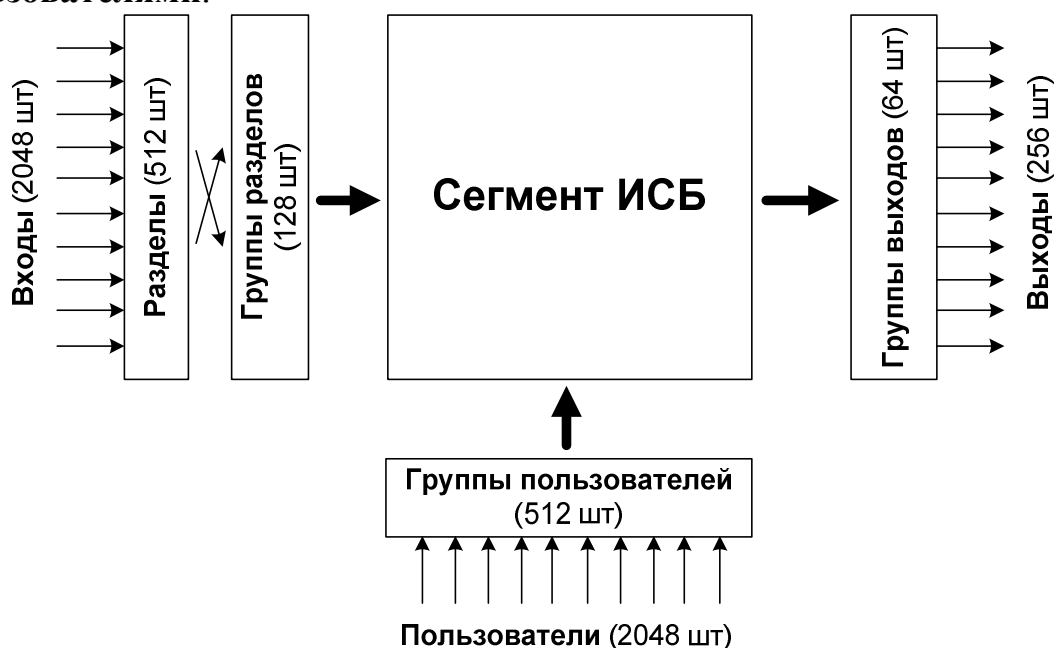 Входы (2048 шт)
Разделы (512 шт)
Группы разделов
(128 шт)
Сегмент ИСБ
Группы выходов (64 шт)
Выходы (256 шт)
Группы пользователей
(512 шт)
Пользователи (2048 шт)